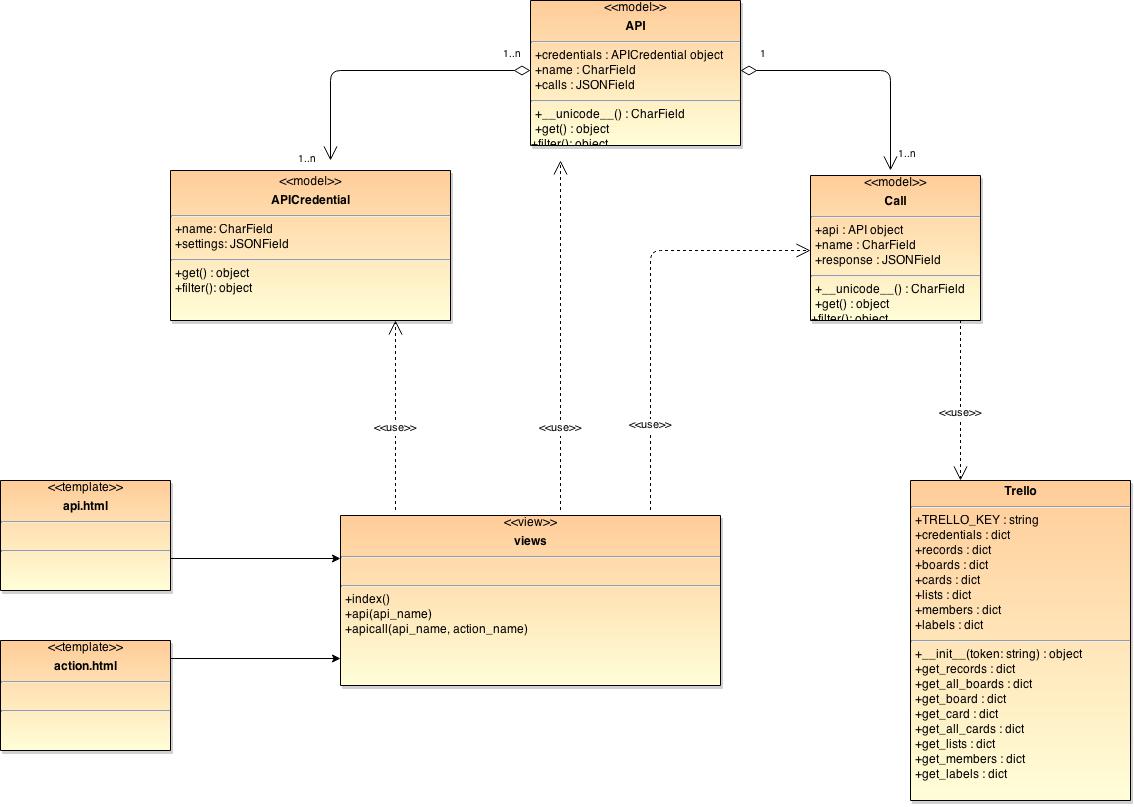 <<model>>
API
+credentials : APICredential object
+name : CharField
+calls : JSONField
+__unicode__() : CharField
+get() : object
+filter(): object
1..n
1
1..n
1..n
<<model>>
APICredential
+name: CharField
+settings: JSONField
+get() : object
+filter(): object
<<model>>
Call
+api : API object
+name : CharField
+response : JSONField
+__unicode__() : CharField
+get() : object
+filter(): object
<<use>>
<<use>>
<<use>>
<<use>>
<<template>>
api.html
<<template>>
action.html
<<view>>
views
+index()
+api(api_name)
+apicall(api_name, action_name)
Trello
+TRELLO_KEY : string
+credentials : dict
+records : dict
+boards : dict
+cards : dict
+lists : dict
+members : dict
+labels : dict
+__init__(token: string) : object
+get_records : dict
+get_all_boards : dict
+get_board : dict
+get_card : dict
+get_all_cards : dict
+get_lists : dict
+get_members : dict
+get_labels : dict